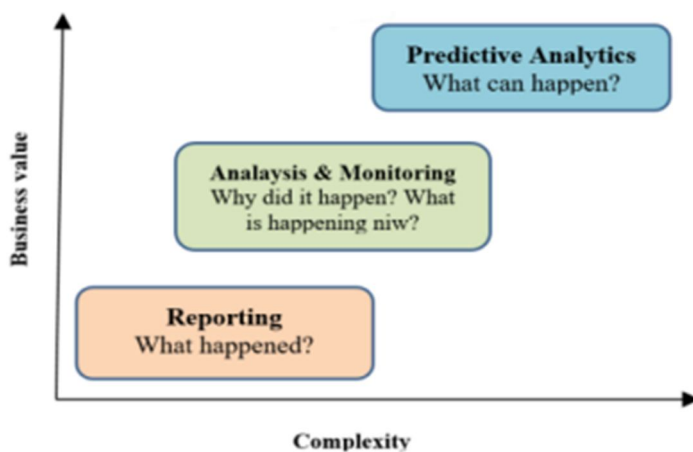 Predictive Analytics
What can happen?
Analaysis & Monitoring
Why did it happen? What
is happening niw?
Reporting
What happened?
Business value
Complexity